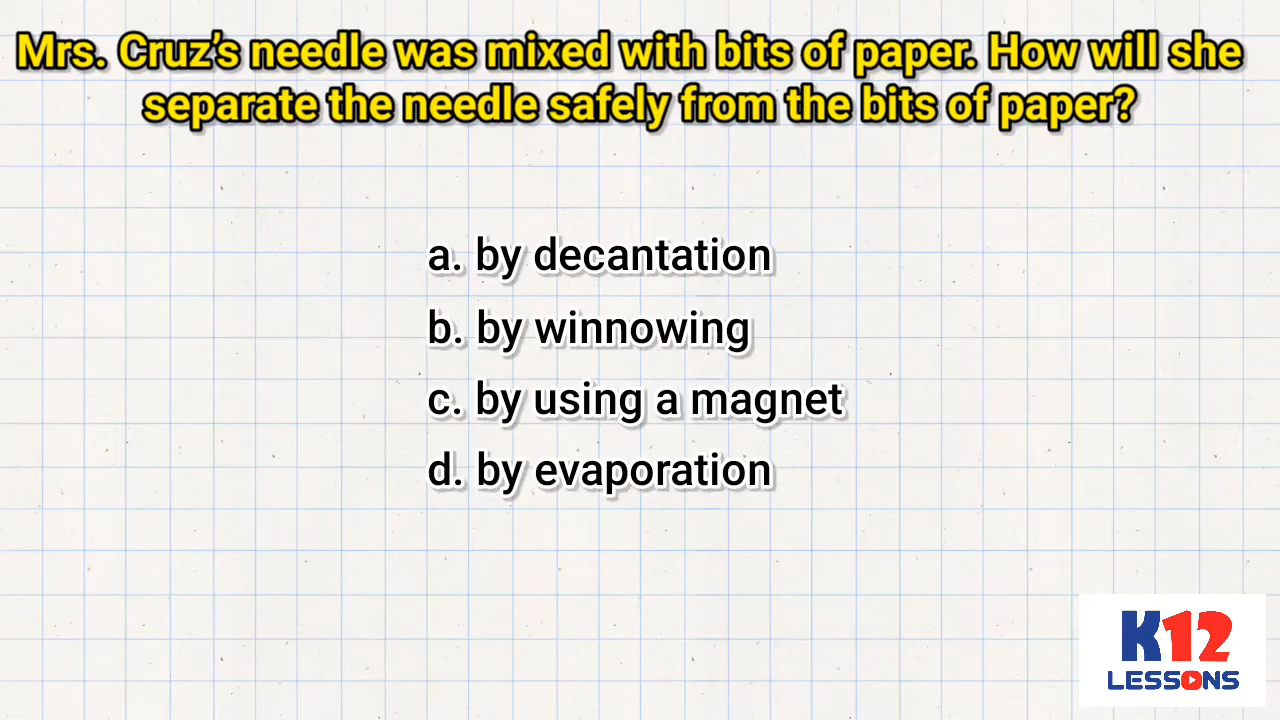 Mrs. Cruz’s needle was mixed with bits of paper. How will she
separate the needle safely from the bits of paper?
a. by decantation
b. by winnowing
c. by using a magnet
d. by evaporation
K12
LESSONS